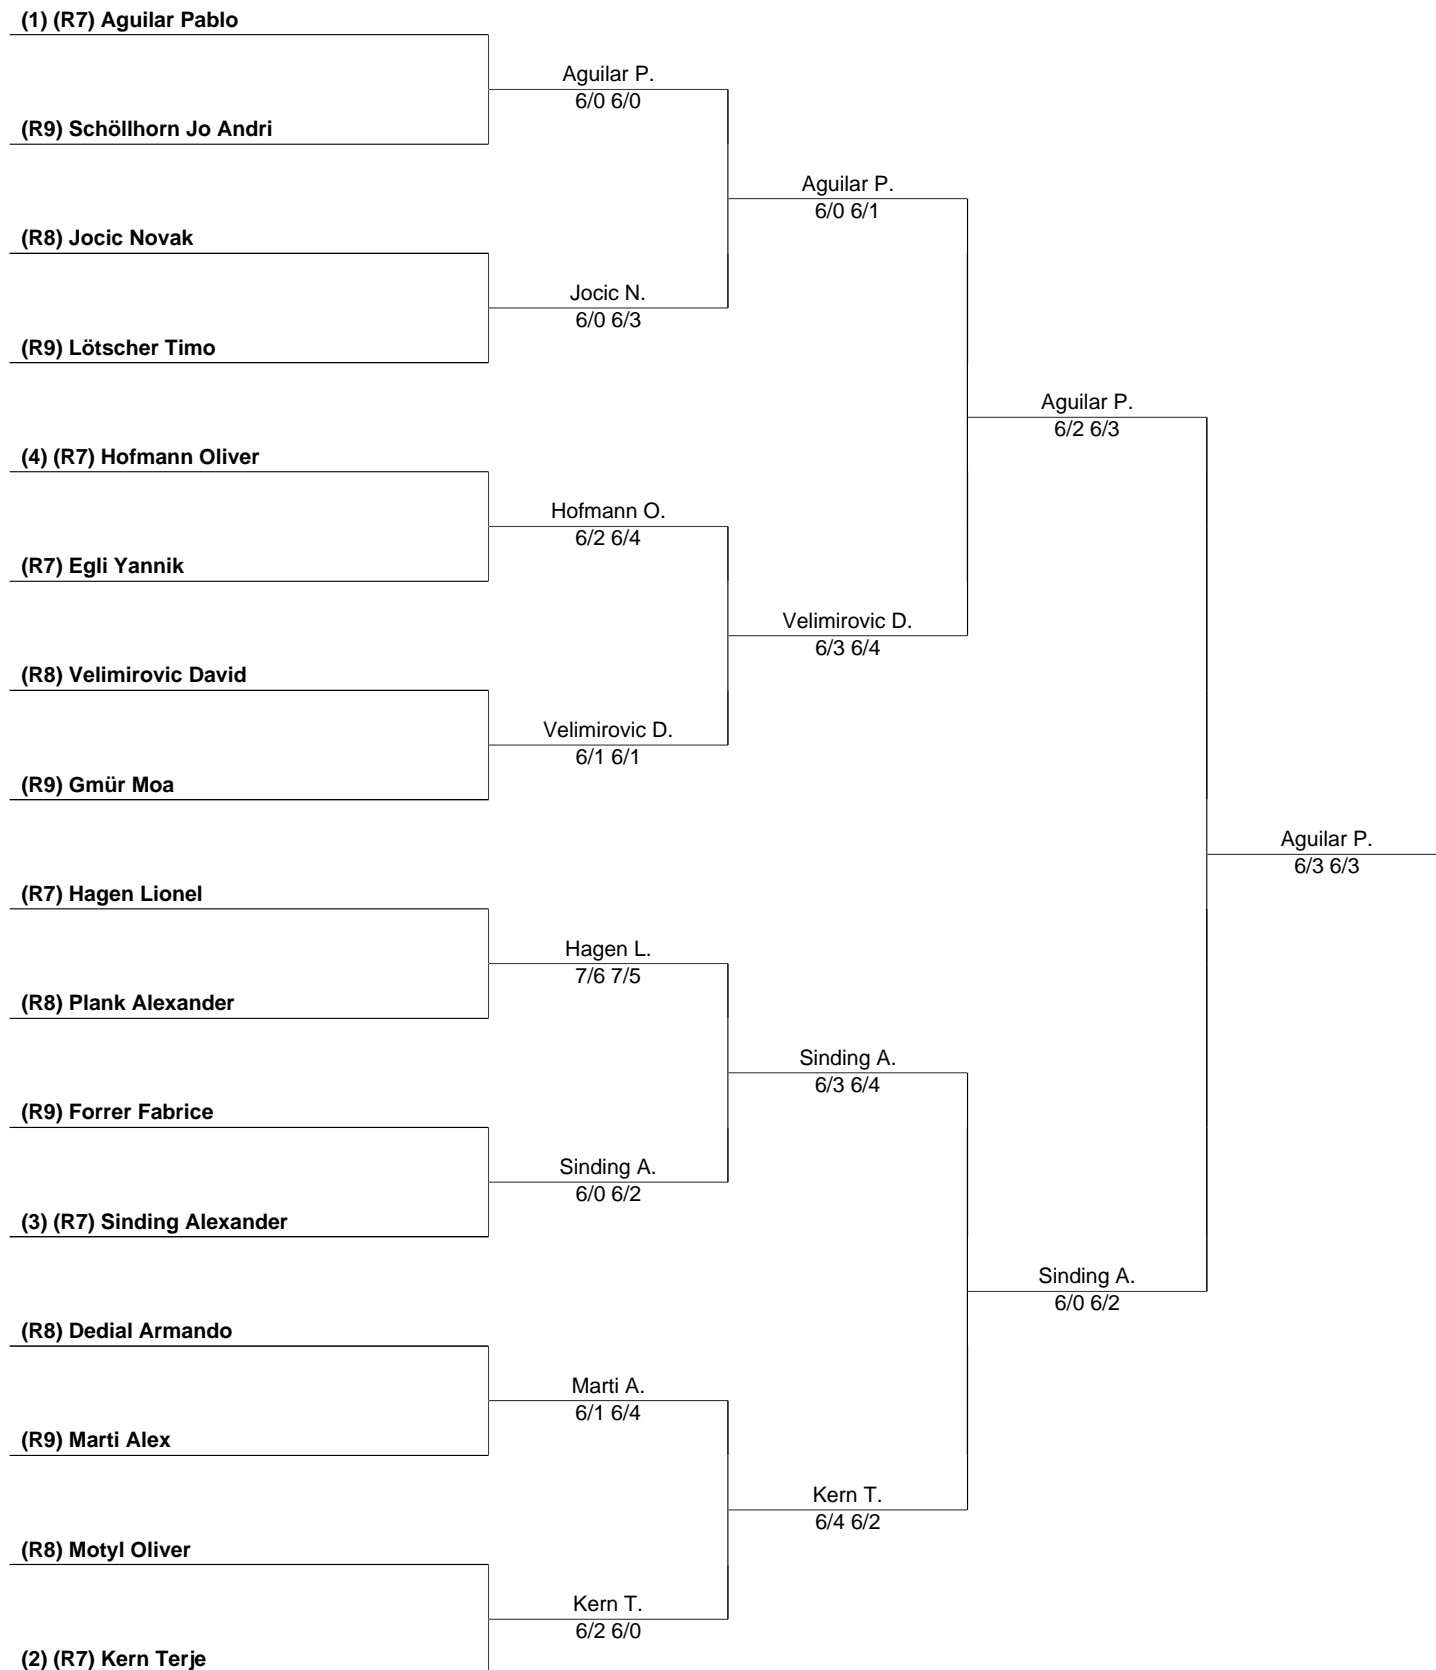 (1) (R7) Aguilar Pablo
Aguilar P.
6/0 6/0
(R9) Schöllhorn Jo Andri
Aguilar P.
6/0 6/1
(R8) Jocic Novak
Jocic N.
6/0 6/3
(R9) Lötscher Timo
Aguilar P.
6/2 6/3
(4) (R7) Hofmann Oliver
Hofmann O.
6/2 6/4
(R7) Egli Yannik
Velimirovic D.
6/3 6/4
(R8) Velimirovic David
Velimirovic D.
6/1 6/1
(R9) Gmür Moa
Aguilar P.
6/3 6/3
(R7) Hagen Lionel
Hagen L.
7/6 7/5
(R8) Plank Alexander
Sinding A.
6/3 6/4
(R9) Forrer Fabrice
Sinding A.
6/0 6/2
(3) (R7) Sinding Alexander
Sinding A.
6/0 6/2
(R8) Dedial Armando
Marti A.
6/1 6/4
(R9) Marti Alex
Kern T.
6/4 6/2
(R8) Motyl Oliver
Kern T.
6/2 6/0
(2) (R7) Kern Terje